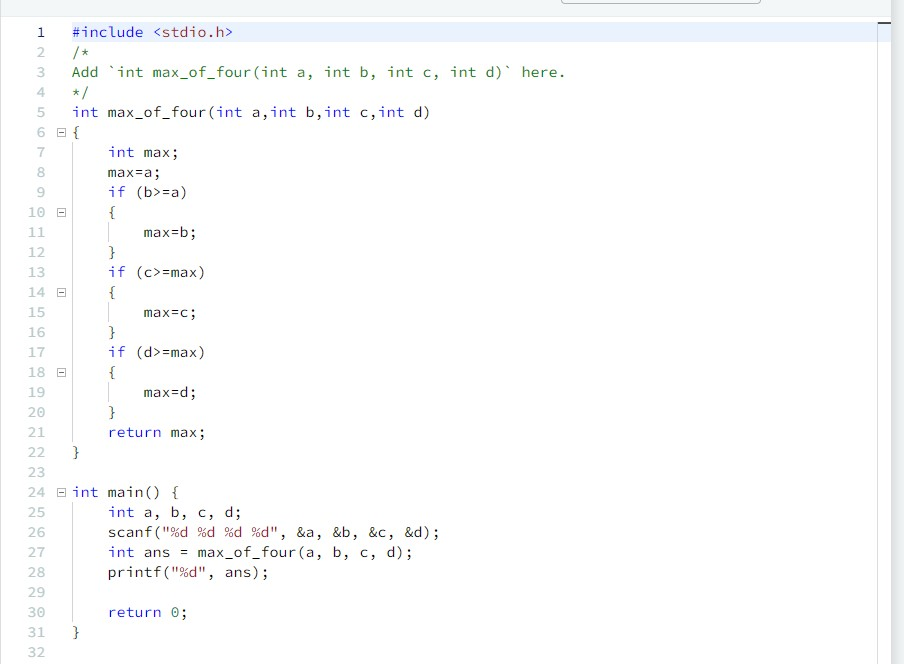 1 #include <stdio.h>
2 /*
3 Add `int max_of_four(int a, int b, int c, int d)` here.
4 */
5 int max_of_four(int a,int b,int c,int d)
6 {
7     int max;
8     max=a;
9     if (b>=a)
10     {
11         max=b;
12     }
13     if (c>=max)
14     {
15         max=c;
16     }
17     if (d>=max)
18     {
19         max=d;
20     }
21     return max;
22 }
23
24 int main() {
25     int a, b, c, d;
26     scanf("%d %d %d %d", &a, &b, &c, &d);
27     int ans = max_of_four(a, b, c, d);
28     printf("%d", ans);
29
30     return 0;
31 }
32